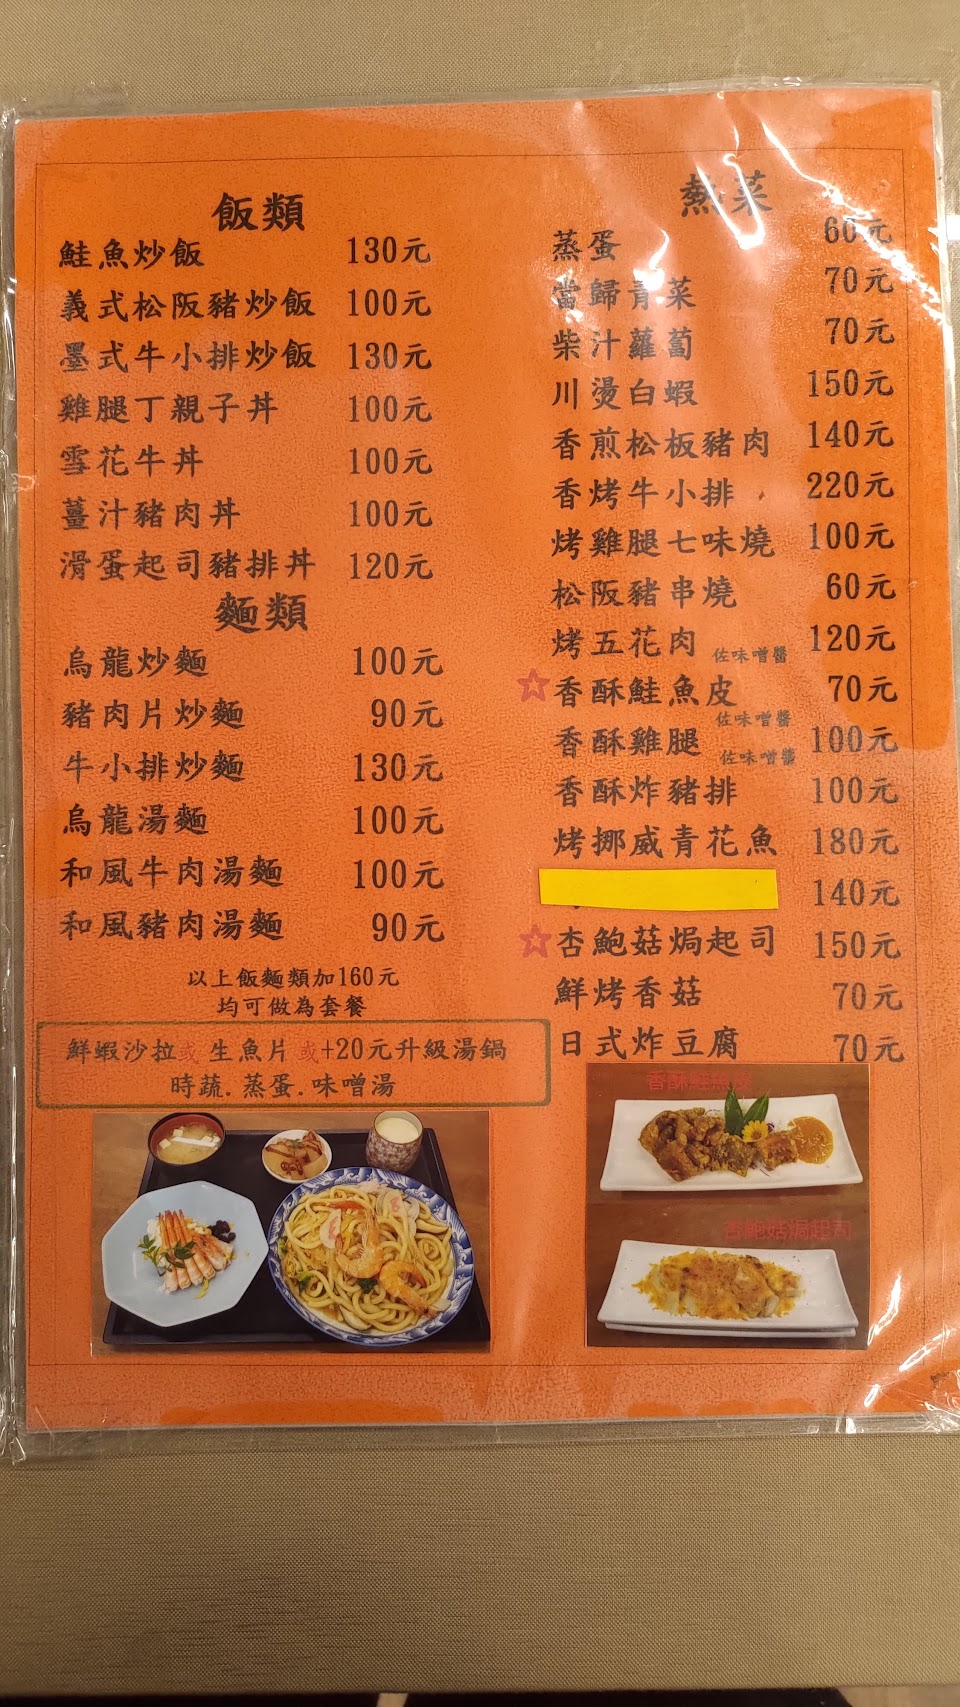 飯類
鮭魚炒飯 130元
義式松阪豬炒飯 100元
墨式牛小排炒飯 130元
雞腿丁親子丼 100元
雪花牛丼 100元
薑汁豬肉丼 100元
滑蛋起司豬排丼 120元
麵類
烏龍炒麵 100元
豬肉片炒麵 90元
牛小排炒麵 130元
烏龍湯麵 100元
和風牛肉湯麵 100元
和風豬肉湯麵 90元
以上飯麵類加160元
均可做為套餐
鮮蝦沙拉或生魚片或+20元升級湯鍋
時蔬.蒸蛋.味噌湯
熱菜
蒸蛋 60元
當歸青菜 70元
柴汁蘿蔔 70元
川燙白蝦 150元
香煎松板豬肉 140元
香烤牛小排 220元
烤雞腿七味燒 100元
松阪豬串燒 60元
烤五花肉 佐味噌醬 120元
☆香酥鮭魚皮 佐味噌醬 70元
香酥雞腿 佐味噌醬 100元
香酥炸豬排 100元
烤挪威青花魚 180元
140元
☆杏鮑菇焗起司 150元
鮮烤香菇 70元
日式炸豆腐 70元
香酥鮭魚皮
杏鮑菇焗起司